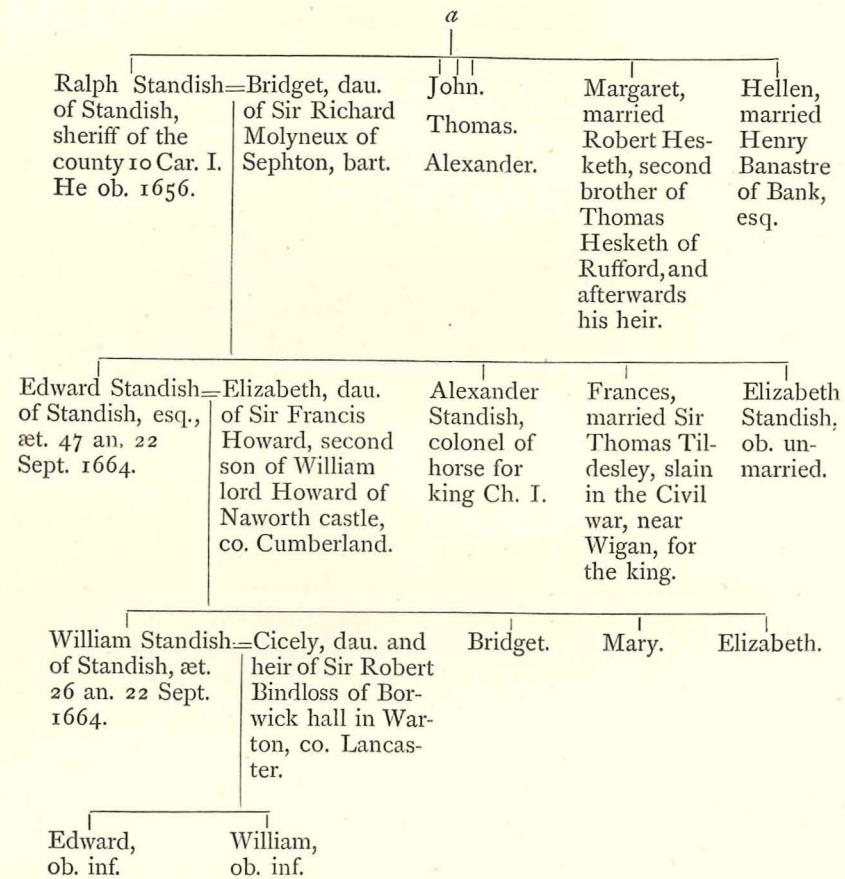 a
Ralph Standish=Bridget, dau.
of Standish,
sheriff of the
county 10 Car. I.
He ob. 1656.
of Sir Richard
Molyneux of
Sephton, bart.
John.
Thomas.
Alexander.
Margaret,
married
Robert Hes-
keth, second
brother of
Thomas
Hesketh of
Rufford, and
afterwards
his heir.
Hellen,
married
Henry
Banastre
of Bank,
esq.
Edward Standish=Elizabeth, dau.
of Standish, esq.,
æt. 47 an. 22
Sept. 1664.
of Sir Francis
Howard, second
son of William
lord Howard of
Naworth castle,
co. Cumberland.
Alexander
Standish,
colonel of
horse for
king Ch. I.
Frances,
married Sir
Thomas Til-
desley, slain
in the Civil
war, near
Wigan, for
the king.
Elizabeth
Standish,
ob. un-
married.
William Standish=Cicely, dau. and
of Standish, æt.
26 an. 22 Sept.
1664.
heir of Sir Robert
Bindloss of Bor-
wick hall in War-
ton, co. Lancas-
ter.
Bridget.
Mary.
Elizabeth.
Edward,
ob. inf.
William,
ob. inf.